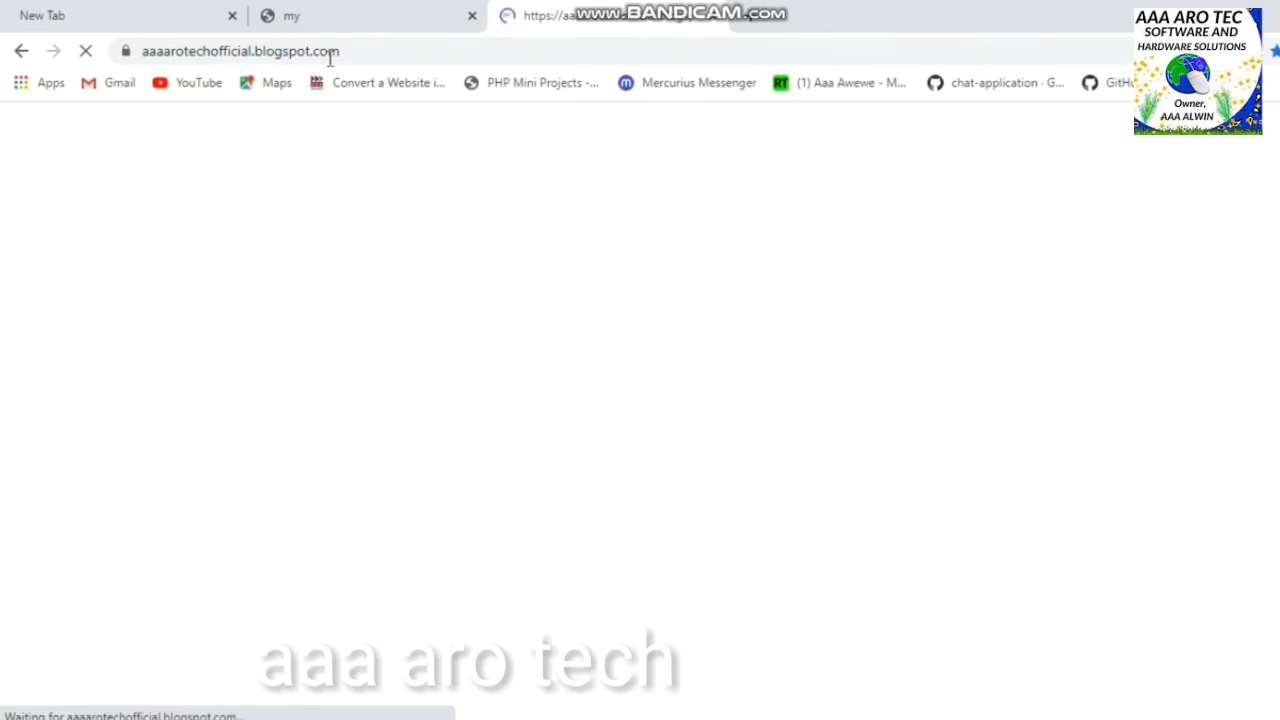 New Tab
my
https://aa
www.BANDICAM.com
aaaarotechofficial.blogspot.com
Apps
Gmail
YouTube
Maps
Convert a Website i...
PHP Mini Projects -...
Mercurius Messenger
RT
(1) Aaa Awewe - M...
chat-application · G...
GitHu
AAA ARO TEC
SOFTWARE AND
HARDWARE SOLUTIONS
Owner,
AAA ALWIN
aaa aro tech
Waiting for aaaarotechofficial.blogspot.com...